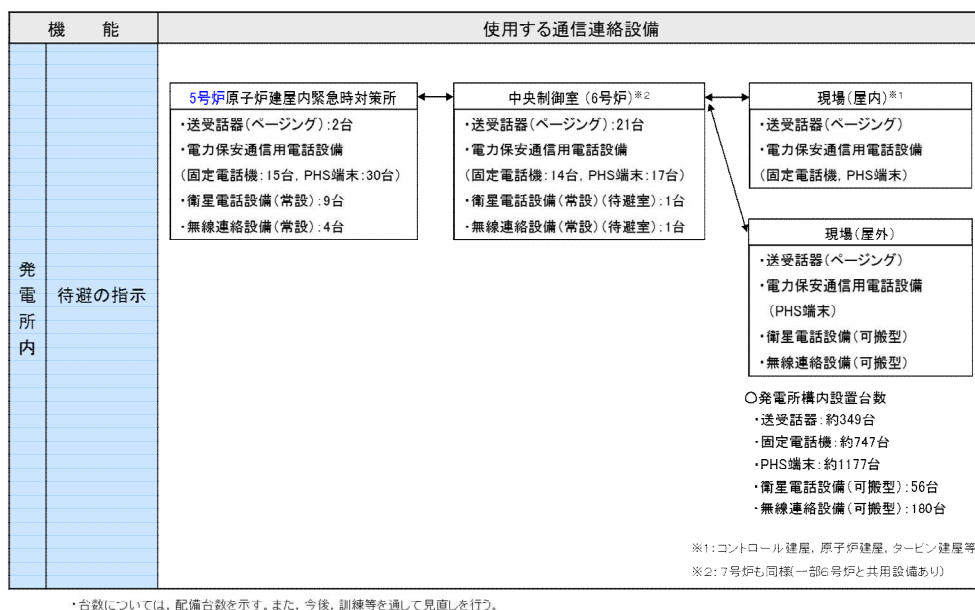 機　能
使用する通信連絡設備
発電所内
待避の指示
5号炉原子炉建屋内緊急時対策所
・送受話器(ページング):2台
・電力保安通信用電話設備
(固定電話機:15台, PHS端末:30台)
・衛星電話設備(常設):9台
・無線連絡設備(常設):4台
中央制御室(6号炉)※2
・送受話器(ページング):21台
・電力保安通信用電話設備
(固定電話機:14台, PHS端末:17台)
・衛星電話設備(常設)(待避室):1台
・無線連絡設備(常設)(待避室):1台
現場(屋内)※1
・送受話器(ページング)
・電力保安通信用電話設備
(固定電話機, PHS端末)
現場(屋外)
・送受話器(ページング)
・電力保安通信用電話設備
(PHS端末)
・衛星電話設備(可搬型)
・無線連絡設備(可搬型)
○発電所構内設置台数
・送受話器:約349台
・固定電話機:約747台
・PHS端末:約1177台
・衛星電話設備(可搬型):56台
・無線連絡設備(可搬型):180台
※1:コントロール建屋, 原子炉建屋, タービン建屋等
※2:7号炉も同様(一部6号炉と共用設備あり)
・台数については, 配備台数を示す。また, 今後, 訓練等を通して見直しを行う。